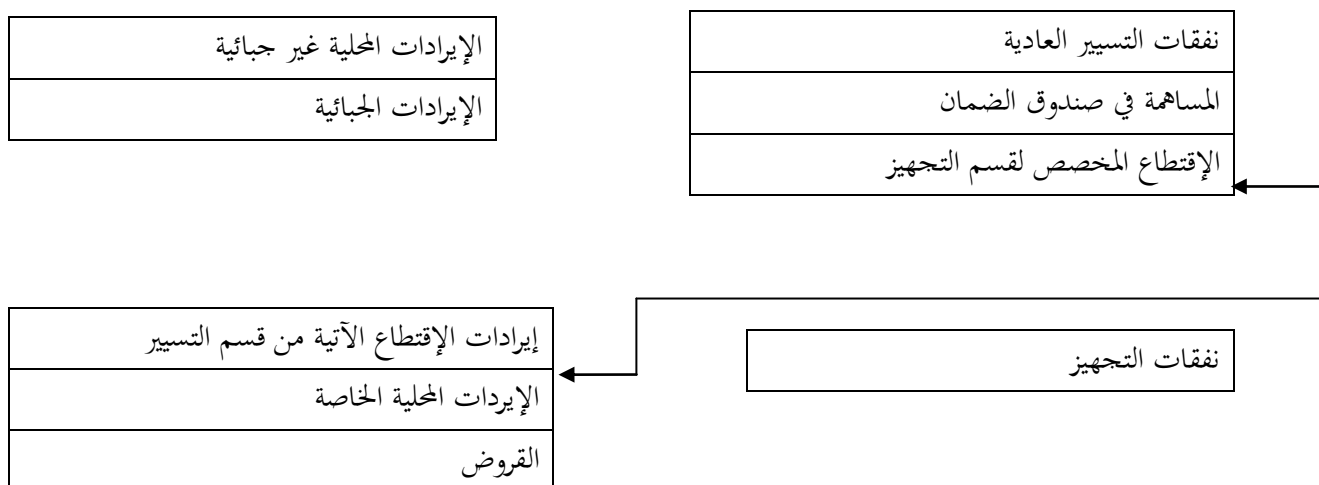 نفقات التسيير العادية
المساهمة في صندوق الضمان
الإقتطاع المخصص لقسم التجهيز
الإيرادات المحلية غير جبائية
الإيرادات الجبائية
نفقات التجهيز
إيرادات الإقتطاع الآتية من قسم التسيير
الإيردات المحلية الخاصة
القروض